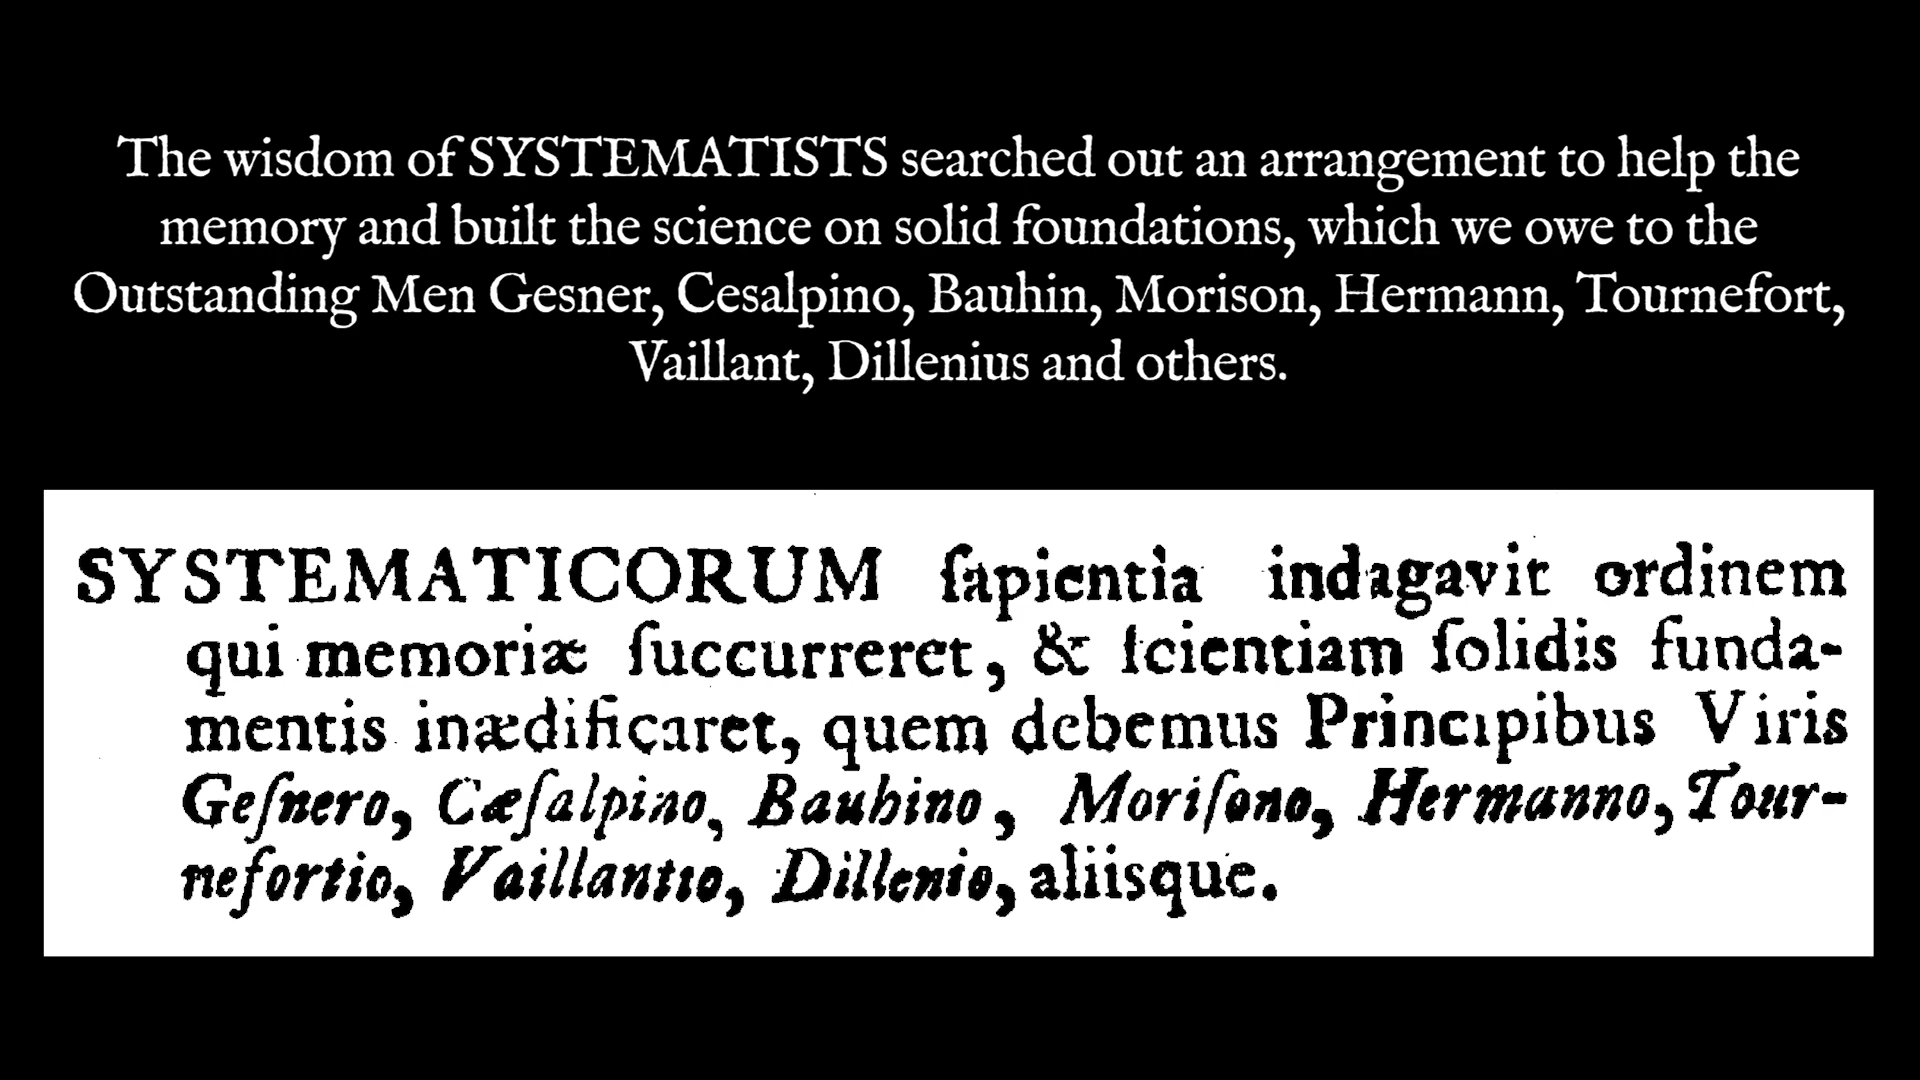 The wisdom of SYSTEMATISTS searched out an arrangement to help the
memory and built the science on solid foundations, which we owe to the
Outstanding Men Gesner, Cesalpino, Bauhin, Morison, Hermann, Tournefort,
Vaillant, Dillenius and others.
SYSTEMATICORUM ſapientia indagavit ordinem
qui memoriæ ſuccurreret, & ſcientiam ſolidis funda-
mentis inædificaret, quem debemus Principibus Viris
Geſnero, Cæſalpino, Bauhino, Moriſono, Hermanno, Tour-
nefortio, Vaillantio, Dillenio, aliisque.